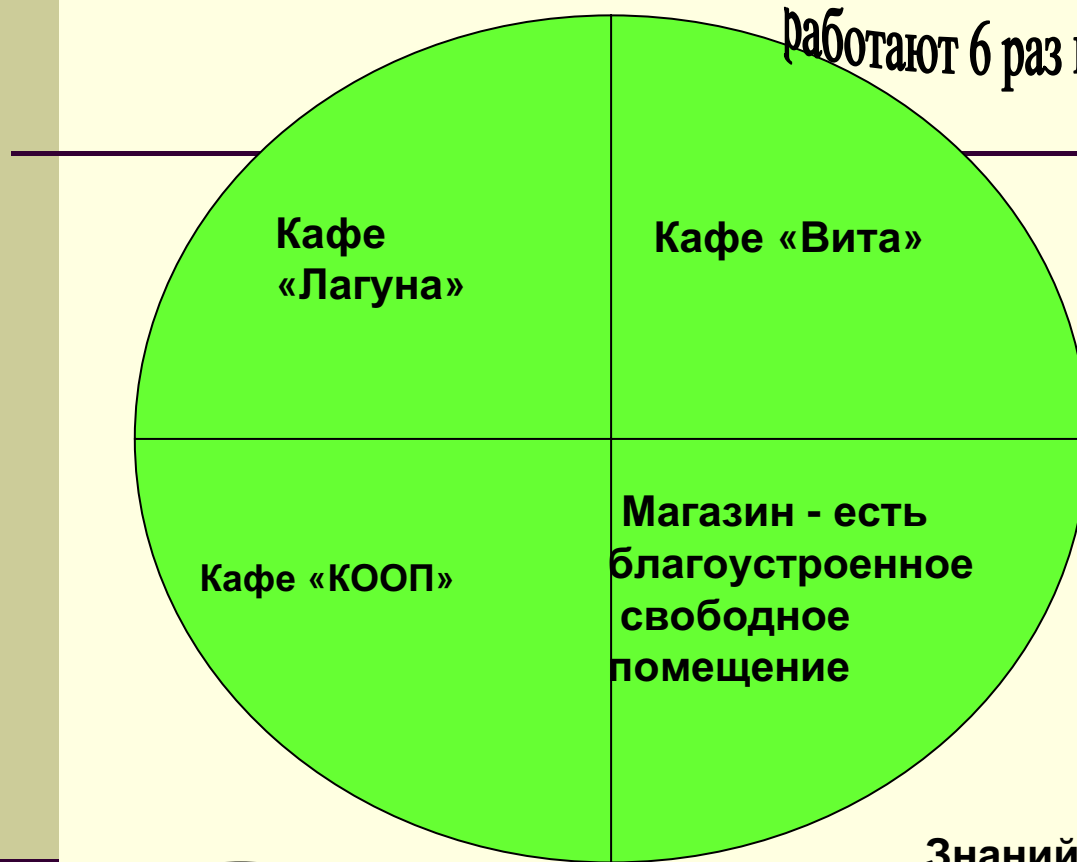 работают 6 раз
Кафе
«Лагуна»
Кафе «Вита»
Кафе «КООП»
Магазин - есть
благоустроенное
свободное
помещение
Знаний